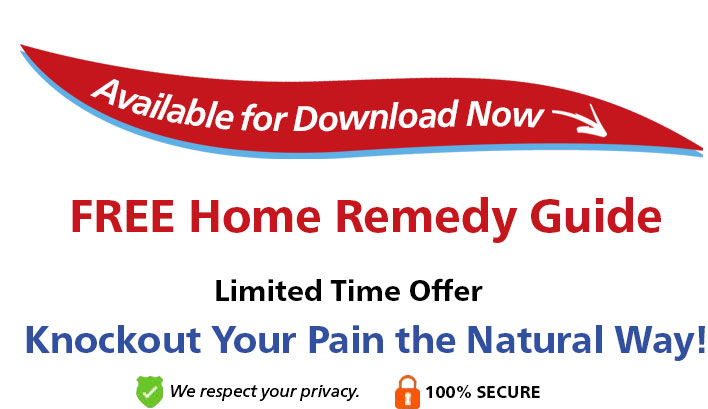 Available for Download Now
FREE Home Remedy Guide
Limited Time Offer
Knockout Your Pain the Natural Way!
We respect your privacy. 100% SECURE